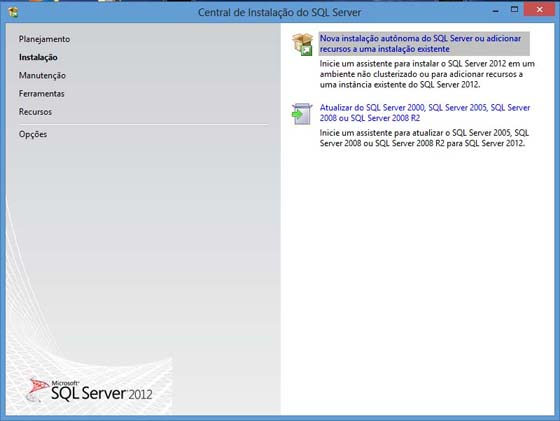 Central de Instalação do SQL Server
Planejamento
Instalação
Manutenção
Ferramentas
Recursos
Opções
Nova instalação autônoma do SQL Server ou adicionar
recursos a uma instalação existente
Inicie um assistente para instalar o SQL Server 2012 em um
ambiente não clusterizado ou para adicionar recursos a
uma instância existente do SQL Server 2012.
Atualizar do SQL Server 2000, SQL Server 2005, SQL Server
2008 ou SQL Server 2008 R2
Inicie um assistente para atualizar o SQL Server 2005, SQL
Server 2008 ou SQL Server 2008 R2 para SQL Server 2012.
Microsoft
SQL Server 2012